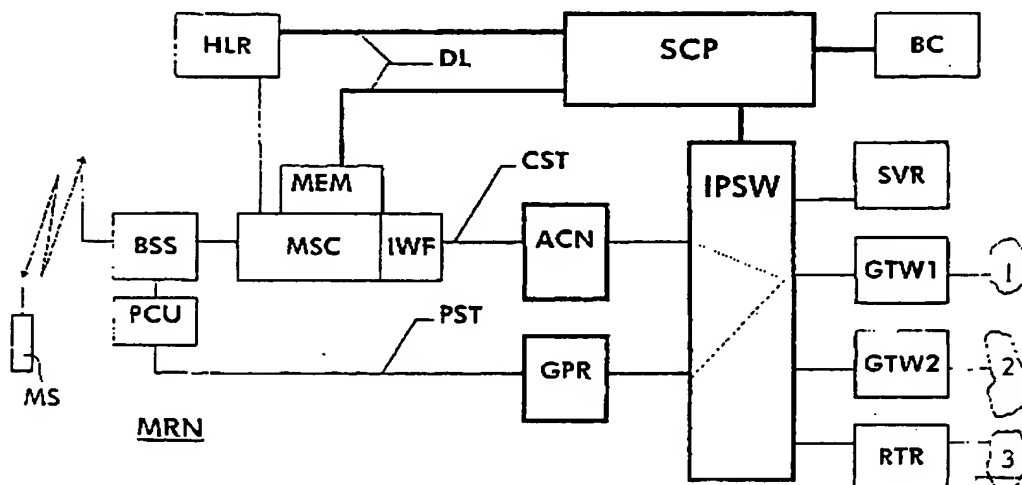 HLR
DL
SCP
BC
CST
MEM
IPSW
SVR
BSS
MSC
IWF
ACN
GTW1
1
PCU
PST
GPR
GTW2
2
MS
MRN
RTR
3